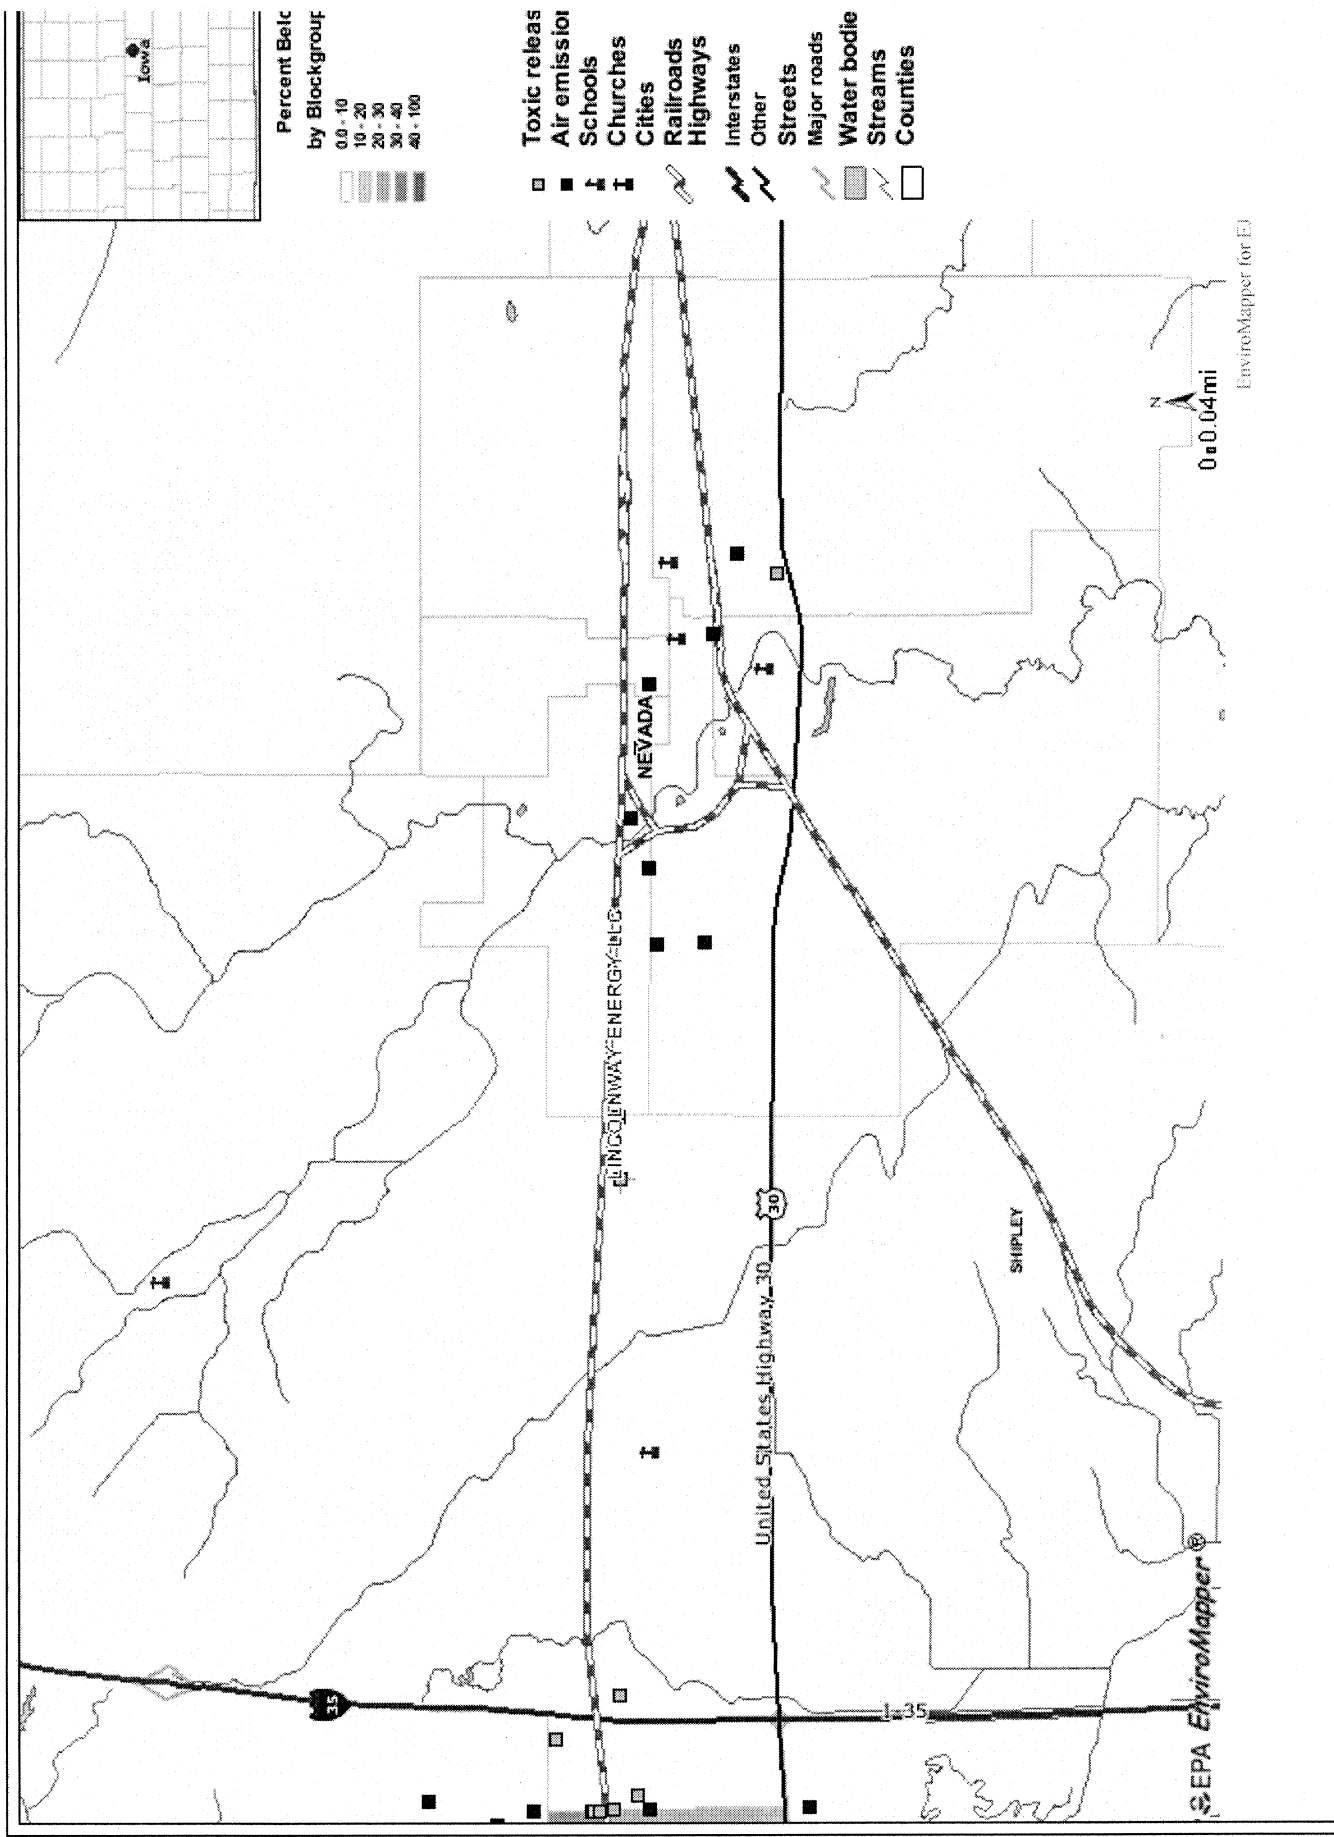 Iowa
Percent Belc
by Blockgroup
0.0 - 10
10 - 20
20 - 30
30 - 40
40 - 100
Toxic releas
Air emission
Schools
Churches
Cities
Railroads
Highways
Interstates
Other
Streets
Major roads
Water bodie
Streams
Counties
NEVADA
LINCOLNWAY ENERGY LLC
30
United States Highway 30
SHIPLEY
35
I-35
N
0 0.04mi
EPA EnviroMapper®
EnviroMapper for EJ